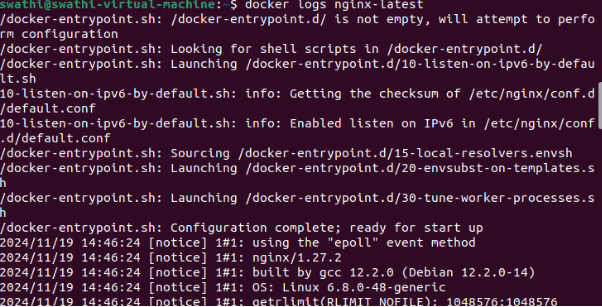 swathi@swathi-virtual-machine:~$ docker logs nginx-latest
/docker-entrypoint.sh: /docker-entrypoint.d/ is not empty, will attempt to perfo
rm configuration
/docker-entrypoint.sh: Looking for shell scripts in /docker-entrypoint.d/
/docker-entrypoint.sh: Launching /docker-entrypoint.d/10-listen-on-ipv6-by-defau
lt.sh
10-listen-on-ipv6-by-default.sh: info: Getting the checksum of /etc/nginx/conf.d
/default.conf
10-listen-on-ipv6-by-default.sh: info: Enabled listen on IPv6 in /etc/nginx/conf
.d/default.conf
/docker-entrypoint.sh: Sourcing /docker-entrypoint.d/15-local-resolvers.envsh
/docker-entrypoint.sh: Launching /docker-entrypoint.d/20-envsubst-on-templates.s
h
/docker-entrypoint.sh: Launching /docker-entrypoint.d/30-tune-worker-processes.s
h
/docker-entrypoint.sh: Configuration complete; ready for start up
2024/11/19 14:46:24 [notice] 1#1: using the "epoll" event method
2024/11/19 14:46:24 [notice] 1#1: nginx/1.27.2
2024/11/19 14:46:24 [notice] 1#1: built by gcc 12.2.0 (Debian 12.2.0-14)
2024/11/19 14:46:24 [notice] 1#1: OS: Linux 6.8.0-48-generic
2024/11/19 14:46:24 [notice] 1#1: getrlimit(RLIMIT_NOFILE): 1048576:1048576